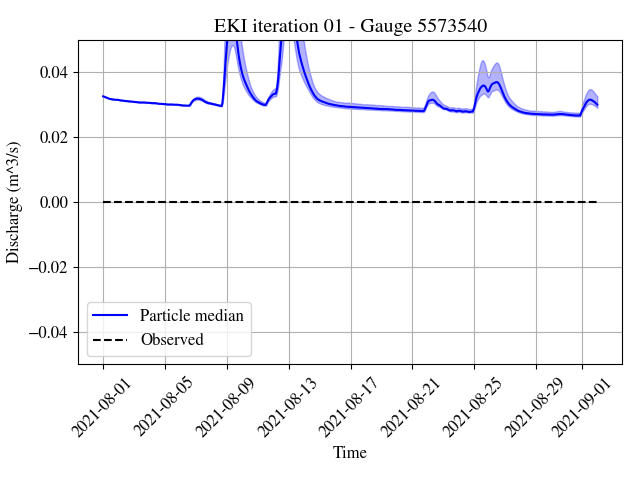 EKI iteration 01 - Gauge 5573540
Discharge (m^3/s)
0.04
0.02
0.00
−0.02
−0.04
Particle median
Observed
2021-08-01
2021-08-05
2021-08-09
2021-08-13
2021-08-17
2021-08-21
2021-08-25
2021-08-29
2021-09-01
Time